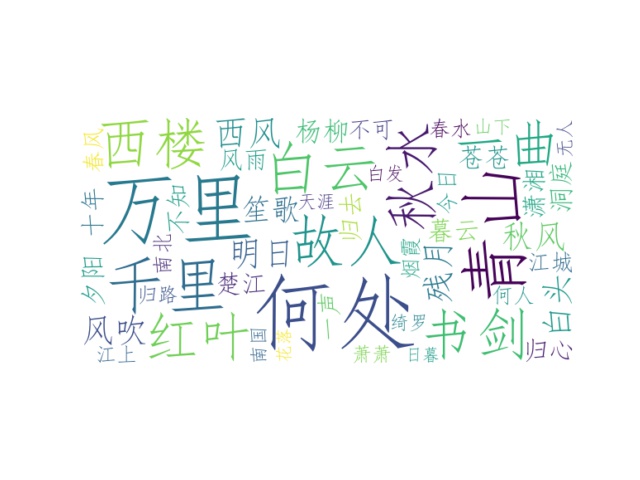 西楼
西风
杨柳
不可
春水
山下
无人
春风
风雨
白云
白发
秋水
苍苍
一曲
万里
不知
笙歌
天涯
归去
今日
潇湘
洞庭
十年
南北
明日
故人
烟霞
暮云
残月
青山
秋风
夕阳
千里
归路
楚江
何处
何人
江城
白头
风吹
红叶
一声
绮罗
书剑
归心
江上
南国
花落
萧萧
日暮